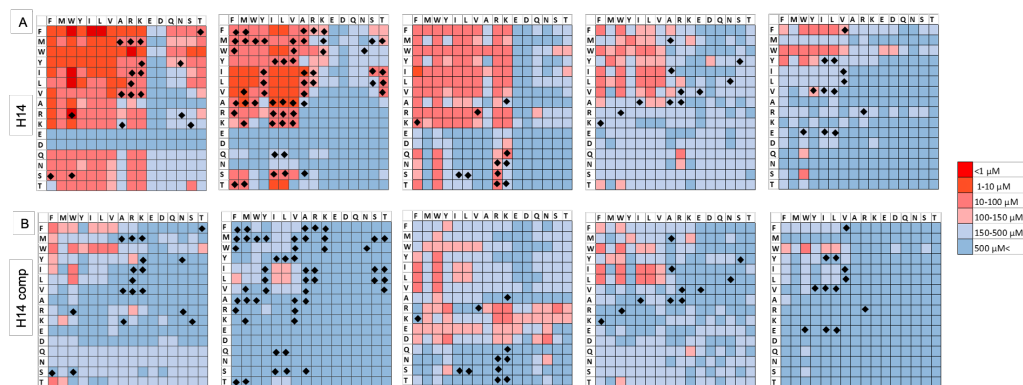 A
F M W Y I L V A R K E D Q N S T F M W Y I L V A R K E D Q N S T F M W Y I L V A R K E D Q N S T F M W Y I L V A R K E D Q N S T F M W Y I L V A R K E D Q N S T
F F F F F
M M M M M
W W W W W
Y Y Y Y Y
I I I I I
L L L L L
V V V V V
A A A A A
R R R R R
K K K K K
E E E E E
D D D D D
Q Q Q Q Q
N N N N N
S S S S S
T T T T T
H14
<1 μM
1-10 μM
10-100 μM
100-150 μM
150-500 μM
500 μM<
B
F M W Y I L V A R K E D Q N S T F M W Y I L V A R K E D Q N S T F M W Y I L V A R K E D Q N S T F M W Y I L V A R K E D Q N S T F M W Y I L V A R K E D Q N S T
F F F F F
M M M M M
W W W W W
Y Y Y Y Y
I I I I I
L L L L L
V V V V V
A A A A A
R R R R R
K K K K K
E E E E E
D D D D D
Q Q Q Q Q
N N N N N
S S S S S
T T T T T
H14 comp